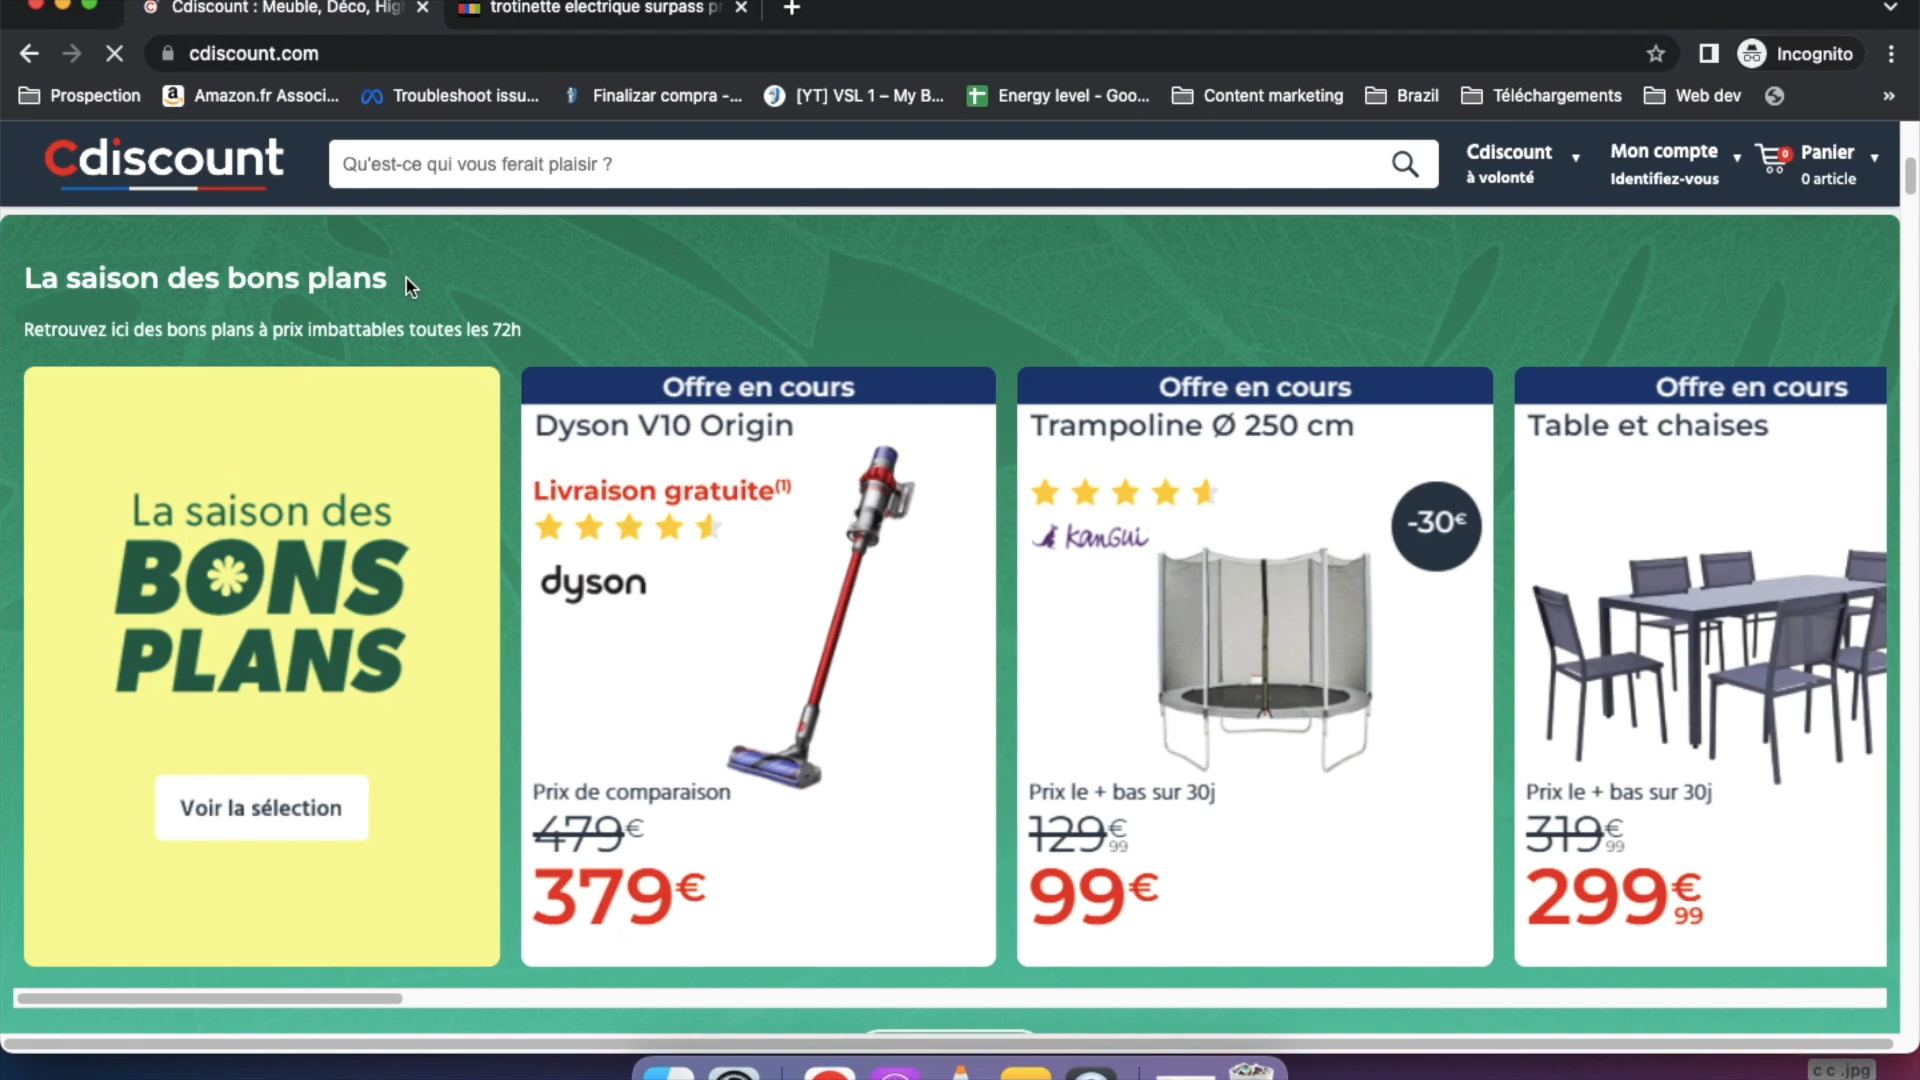 Cdiscount : Meuble, Déco, Hig
trotinette electrique surpass pr
cdiscount.com
Incognito
Prospection
Amazon.fr Associ...
Troubleshoot issu...
Finalizar compra -...
[YT] VSL 1 – My B...
Energy level - Goo...
Content marketing
Brazil
Téléchargements
Web dev
Cdiscount
Qu'est-ce qui vous ferait plaisir ?
Cdiscount
à volonté
Mon compte
Identifiez-vous
0
Panier
0 article
La saison des bons plans
Retrouvez ici des bons plans à prix imbattables toutes les 72h
La saison des
BONS
PLANS
Voir la sélection
Offre en cours
Dyson V10 Origin
Livraison gratuite(1)
dyson
Prix de comparaison
479€
379€
Offre en cours
Trampoline Ø 250 cm
KanGui
-30€
Prix le + bas sur 30j
129€99
99€
Offre en cours
Table et chaises
Prix le + bas sur 30j
319€99
299€99
c c .jpg